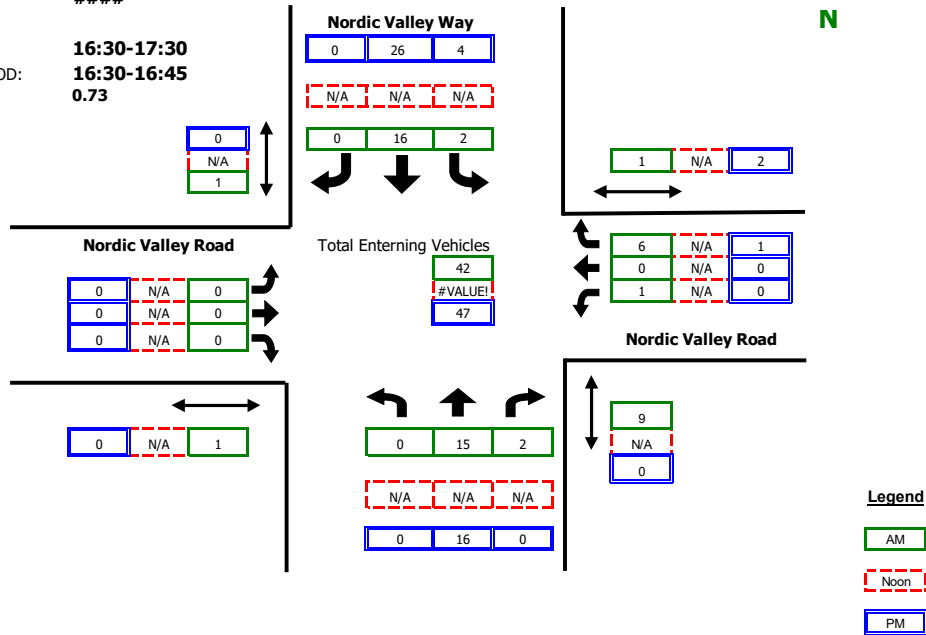 ####
N
Nordic Valley Way
16:30-17:30
0 26 4
OD: 16:30-16:45
0.73
N/A N/A N/A
0 16 2
0
N/A
1
1 N/A 2
Nordic Valley Road
Total Enterning Vehicles
42
#VALUE!
47
6 N/A 1
0 N/A 0
1 N/A 0
0 N/A 0
0 N/A 0
0 N/A 0
Nordic Valley Road
0 N/A 1
0 15 2
N/A N/A N/A
0 16 0
9
N/A
0
Legend
AM
Noon
PM